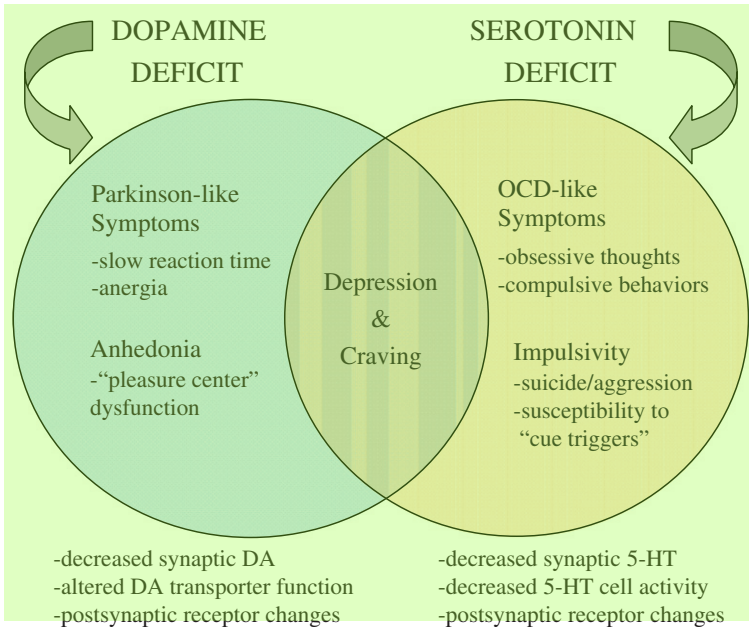 DOPAMINE
DEFICIT
SEROTONIN
DEFICIT
Parkinson-like
Symptoms
-slow reaction time
-anergia
Anhedonia
-“pleasure center”
dysfunction
Depression
&
Craving
OCD-like
Symptoms
-obsessive thoughts
-compulsive behaviors
Impulsivity
-suicide/aggression
-susceptibility to
“cue triggers”
-decreased synaptic DA
-altered DA transporter function
-postsynaptic receptor changes
-decreased synaptic 5-HT
-decreased 5-HT cell activity
-postsynaptic receptor changes